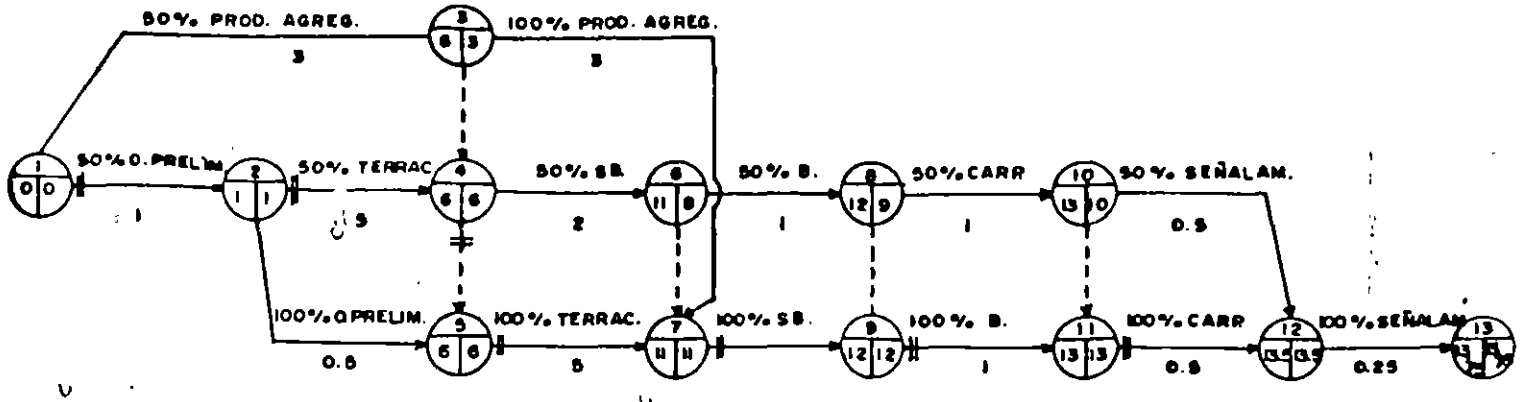 50% PROD. AGREG.
3
3
6 3
100% PROD. AGREG.
3
1
0 0
50% O. PRELIM
1
2
1 1
50% TERRAC
5
4
6 6
50% SB.
2
6
11 8
50% B.
1
8
12 9
50% CARR
1
10
13 10
50% SEÑALAM.
0.5
100% O.PRELIM.
0.5
5
6 6
100% TERRAC.
5
7
11 11
100% SB.
9
12 12
100% B.
1
11
13 13
100% CARR
0.5
12
13.5 13.5
100% SEÑALAM
0.25
13